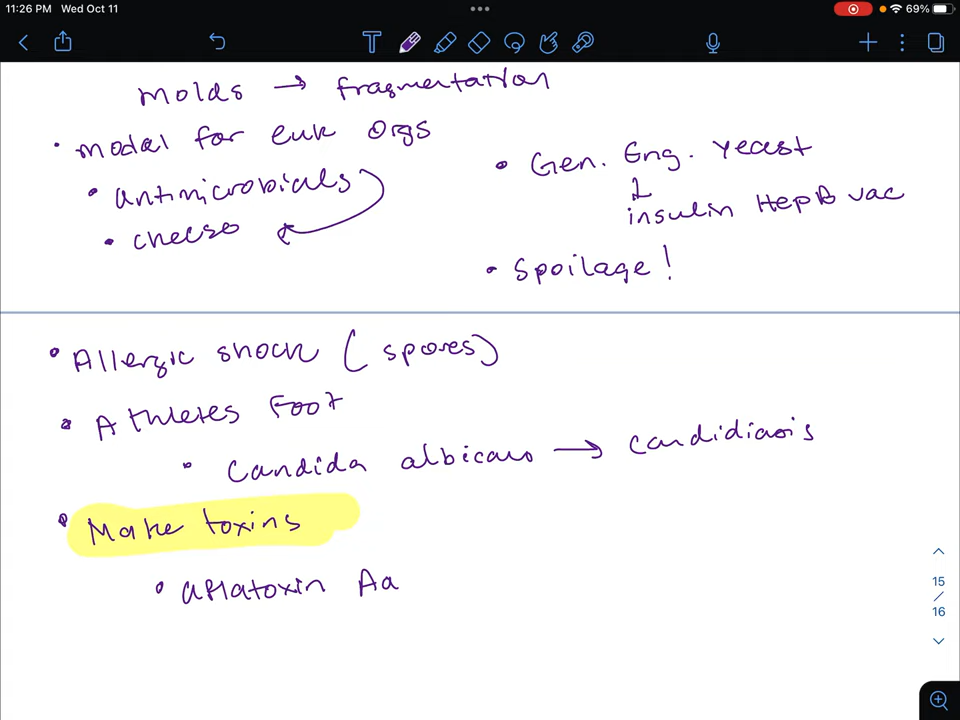 11:26 PM Wed Oct 11
69%
T
Molds → fragmentation
• modal for euk orgs
• antimicrobials
• cheese
• Gen. Eng. Yeast
↓
insulin HepB vac
• Spoilage!
• Allergic shock (spores)
• Athletes Foot
• Candida albicans → candidiasis
• Make toxins
• aflatoxin Aa
15
/
16